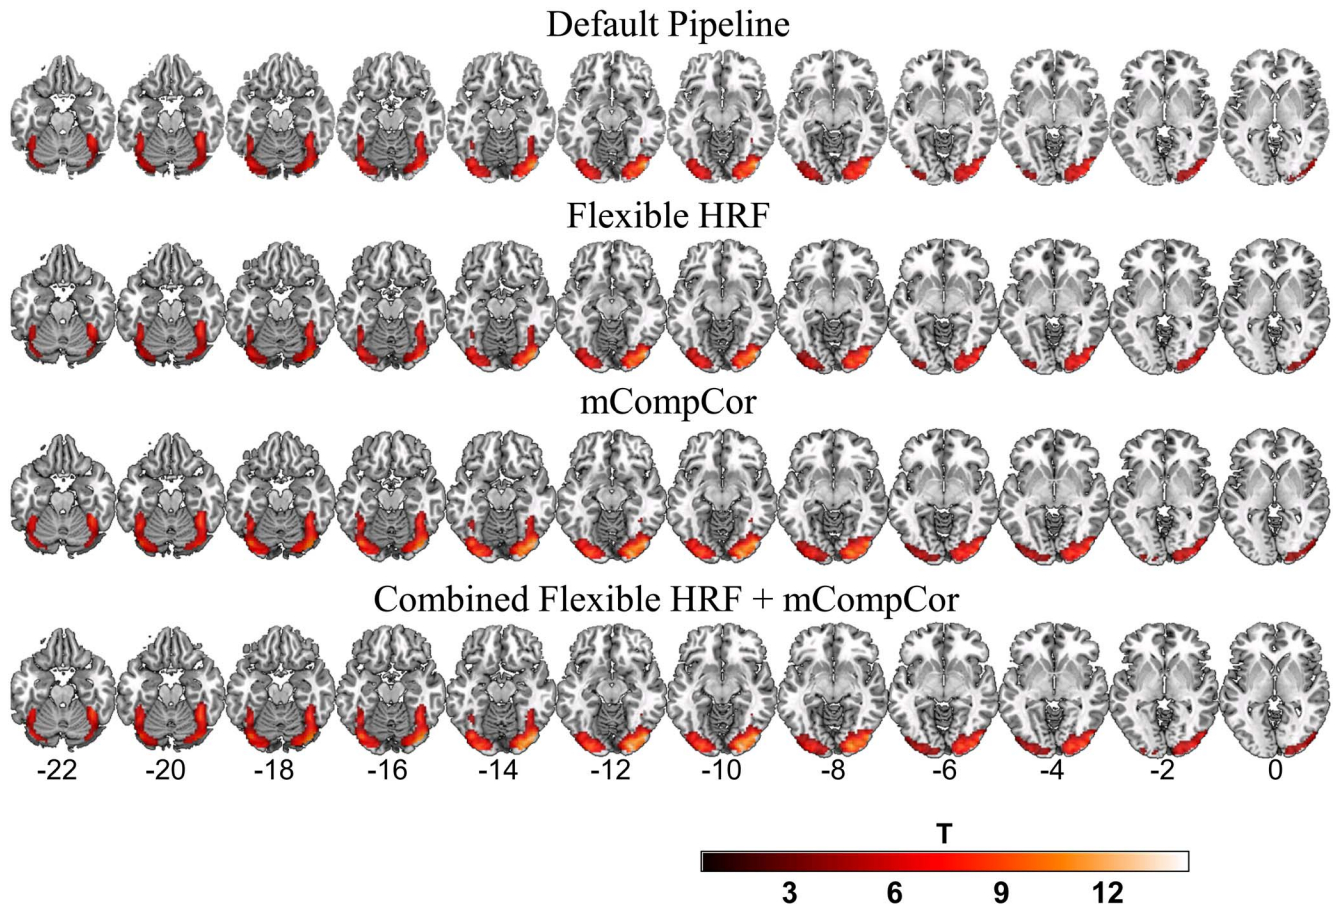 Default Pipeline
Flexible HRF
mCompCor
Combined Flexible HRF + mCompCor
-22 -20 -18 -16 -14 -12 -10 -8 -6 -4 -2 0
T
3 6 9 12